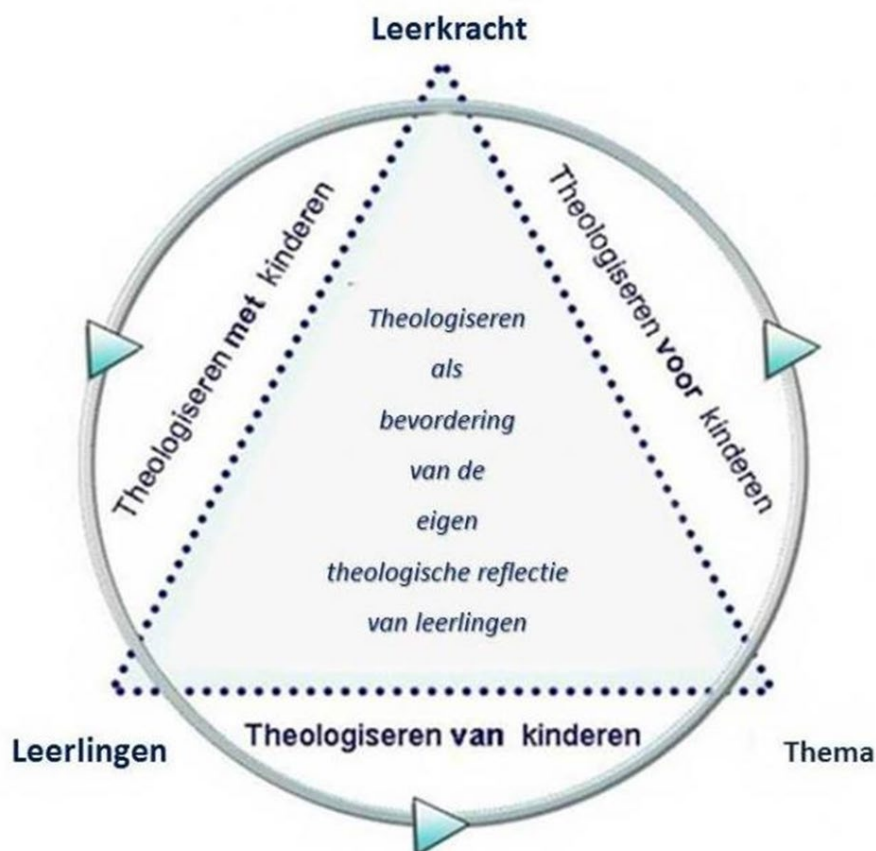 Leerkracht
Theologiseren met kinderen
Theologiseren voor kinderen
Theologiseren
als
bevordering
van de
eigen
theologische reflectie
van leerlingen
Theologiseren van kinderen
Leerlingen
Thema